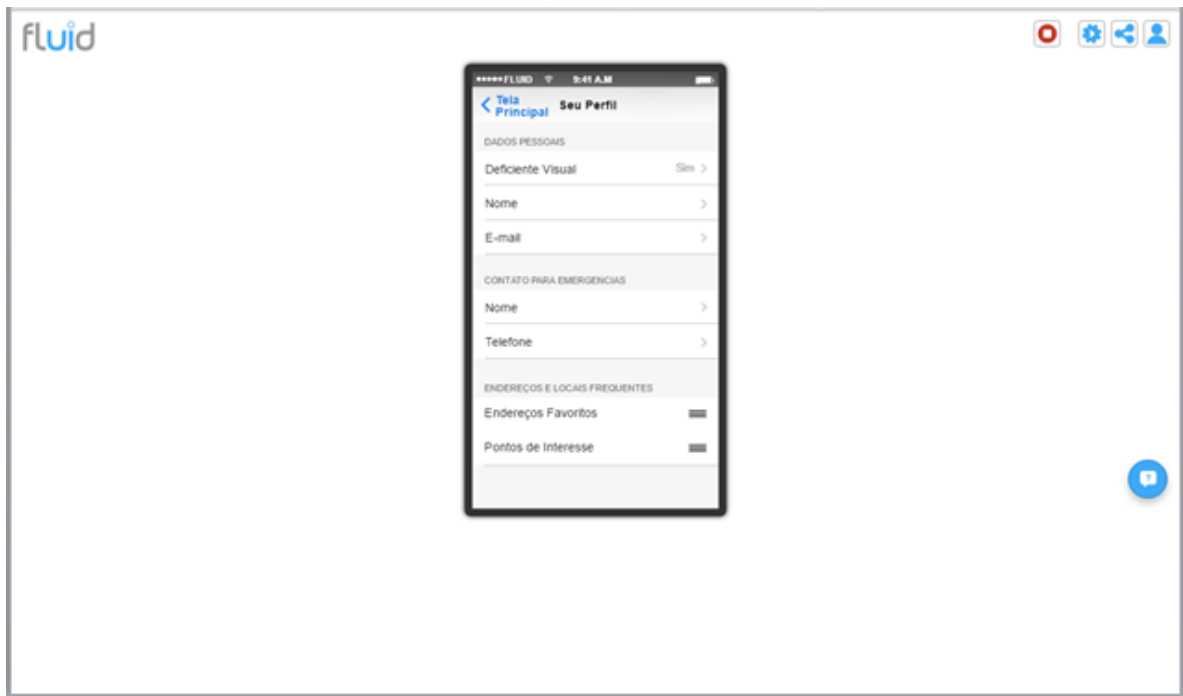 fluid
•••••FLUID 9:41 A.M
Tela
Principal
Seu Perfil
DADOS PESSOAIS
Deficiente Visual Sim
Nome
E-mail
CONTATO PARA EMERGENCIAS
Nome
Telefone
ENDEREÇOS E LOCAIS FREQUENTES
Endereços Favoritos
Pontos de Interesse
?